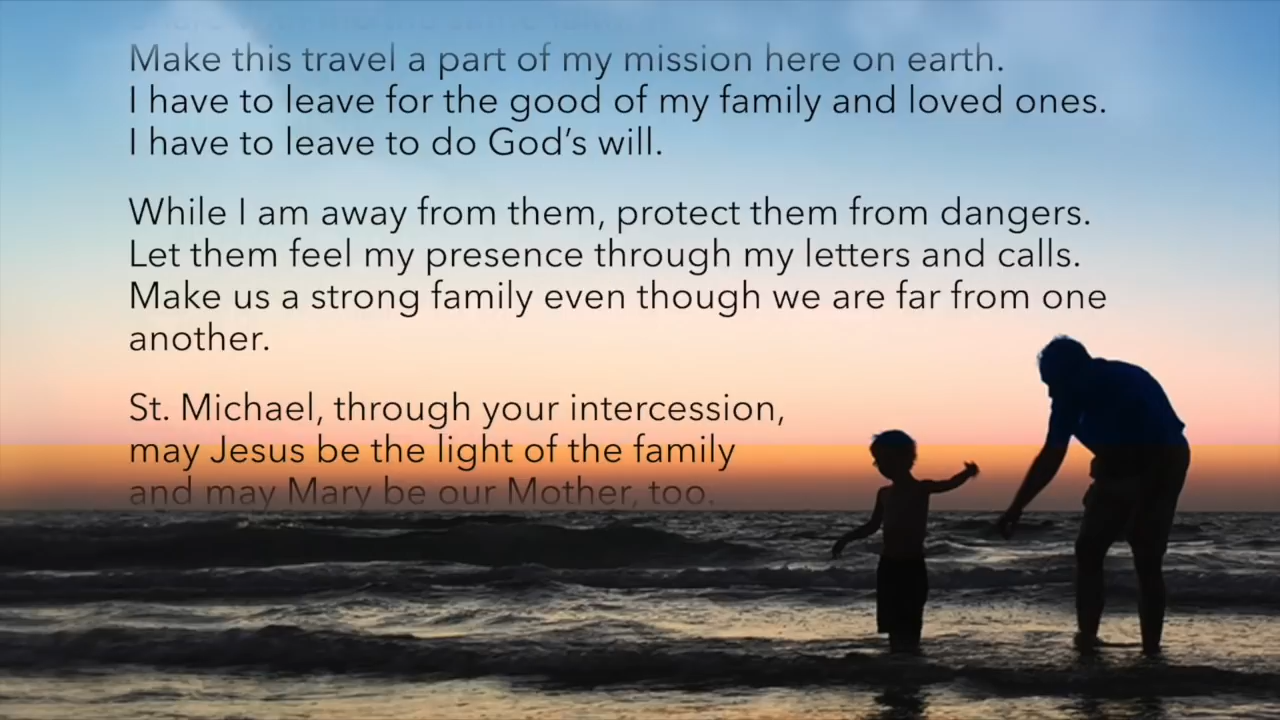 Make this travel a part of my mission here on earth.
I have to leave for the good of my family and loved ones.
I have to leave to do God's will.
While I am away from them, protect them from dangers.
Let them feel my presence through my letters and calls.
Make us a strong family even though we are far from one
another.
St. Michael, through your intercession,
may Jesus be the light of the family
and may Mary be our Mother, too.